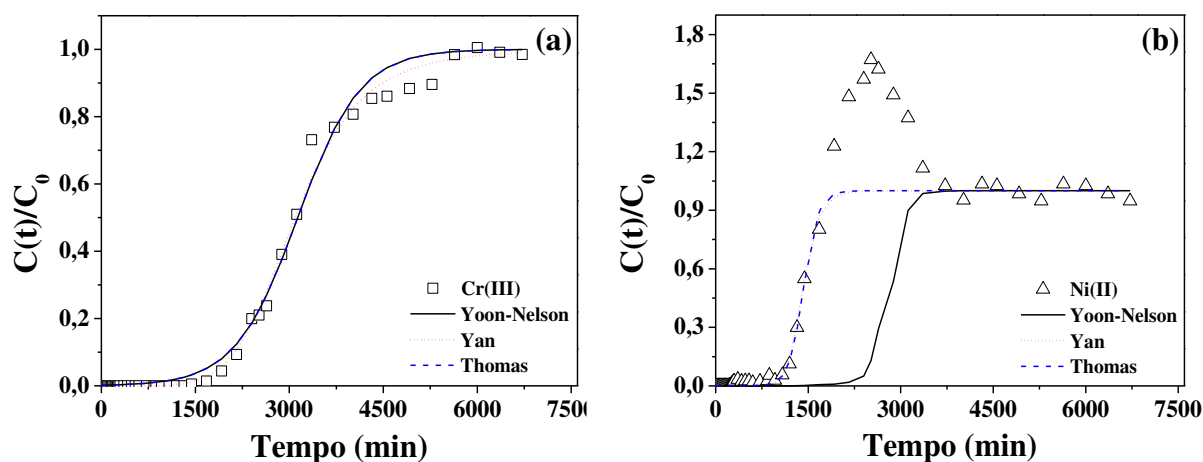 (a)
C(t)/C0
1,0
0,8
0,6
0,4
0,2
0,0
Cr(III)
Yoon-Nelson
Yan
Thomas
0 1500 3000 4500 6000 7500
Tempo (min)
(b)
C(t)/C0
1,8
1,5
1,2
0,9
0,6
0,3
0,0
Ni(II)
Yoon-Nelson
Yan
Thomas
0 1500 3000 4500 6000 7500
Tempo (min)